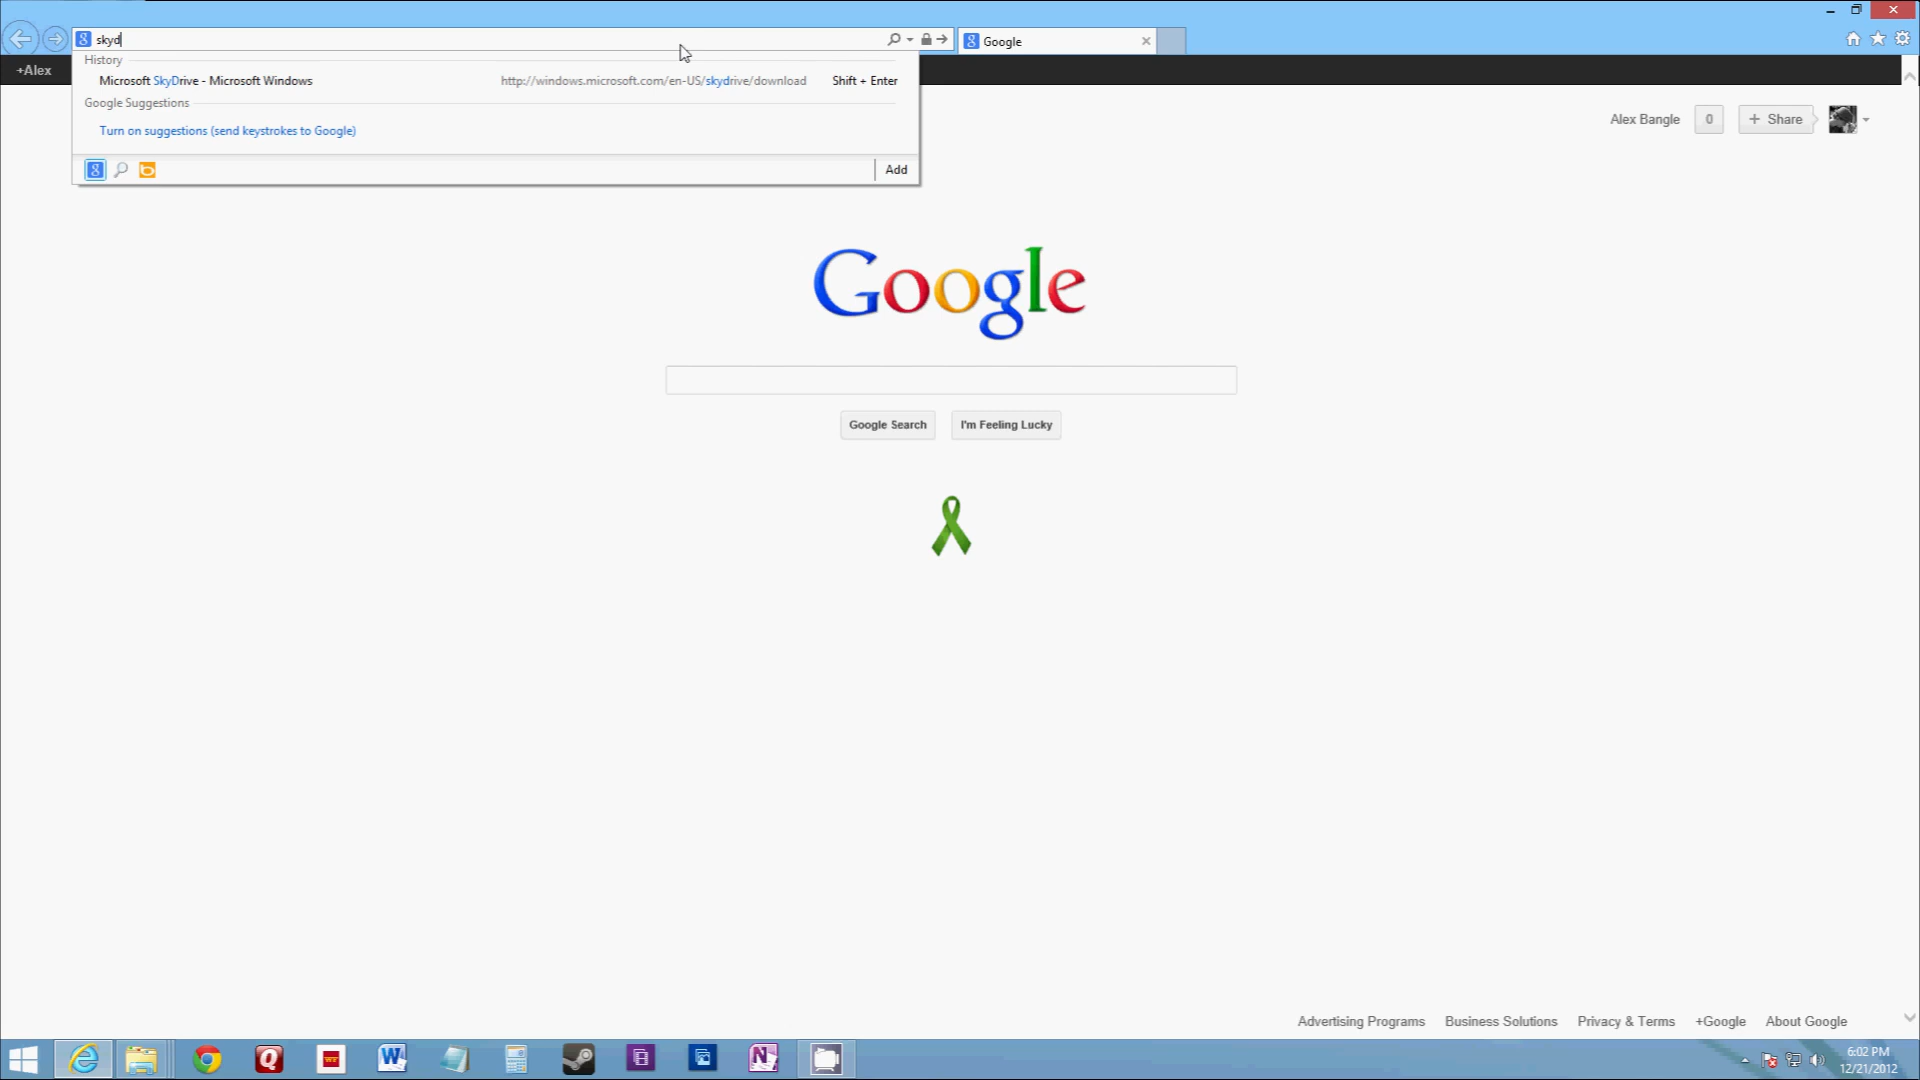 skyd
Google
+Alex
History
Microsoft SkyDrive - Microsoft Windows http://windows.microsoft.com/en-US/skydrive/download Shift + Enter
Google Suggestions
Turn on suggestions (send keystrokes to Google)
Add
Alex Bangle 0 + Share
Google
Google Search I'm Feeling Lucky
Advertising Programs Business Solutions Privacy & Terms +Google About Google
6:02 PM
12/21/2012